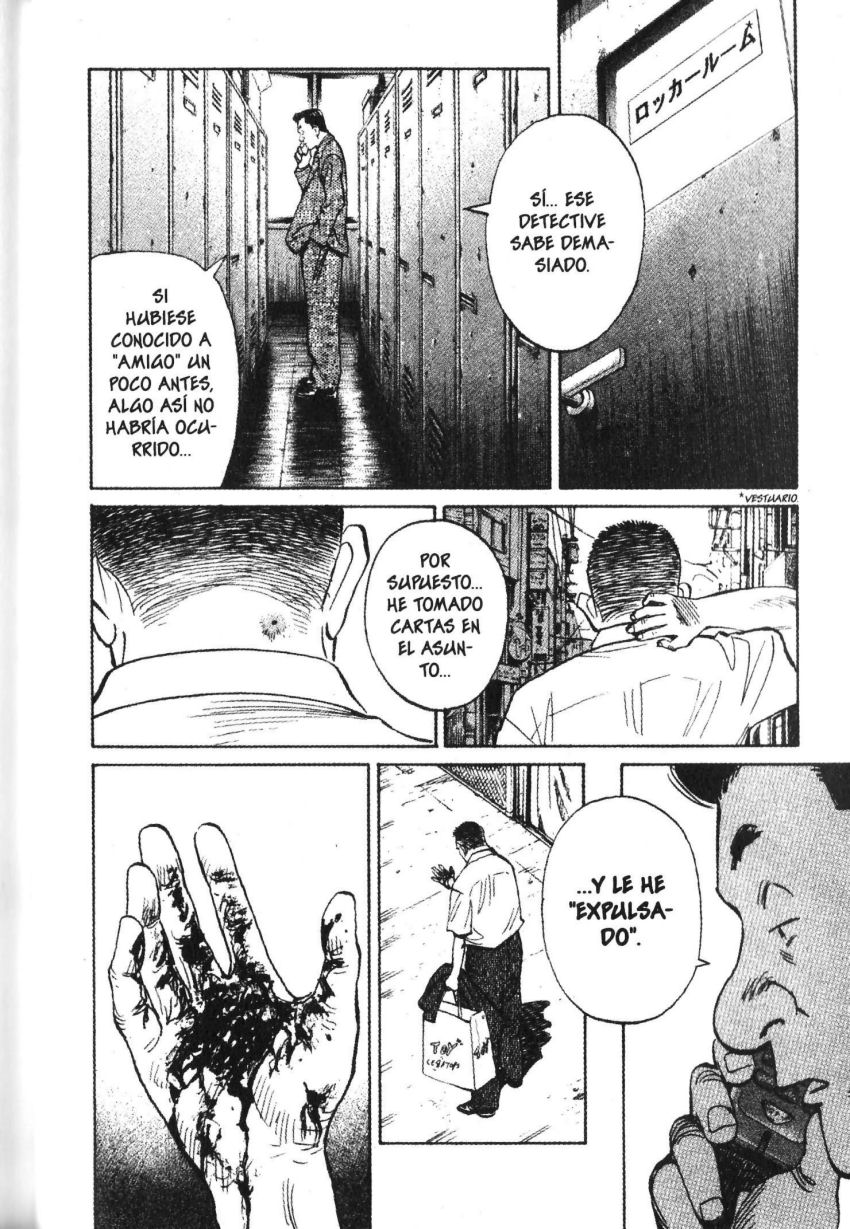 ロッカールーム*
SÍ... ESE
DETECTIVE
SABE DEMA-
SIADO.
SI
HUBIESE
CONOCIDO A
"AMIGO" UN
POCO ANTES,
ALGO ASÍ NO
HABRÍA OCU-
RRIDO...
*VESTUARIO
POR
SUPUESTO...
HE TOMADO
CARTAS EN
EL ASUN-
TO...
...Y LE HE
"EXPULSA-
DO".